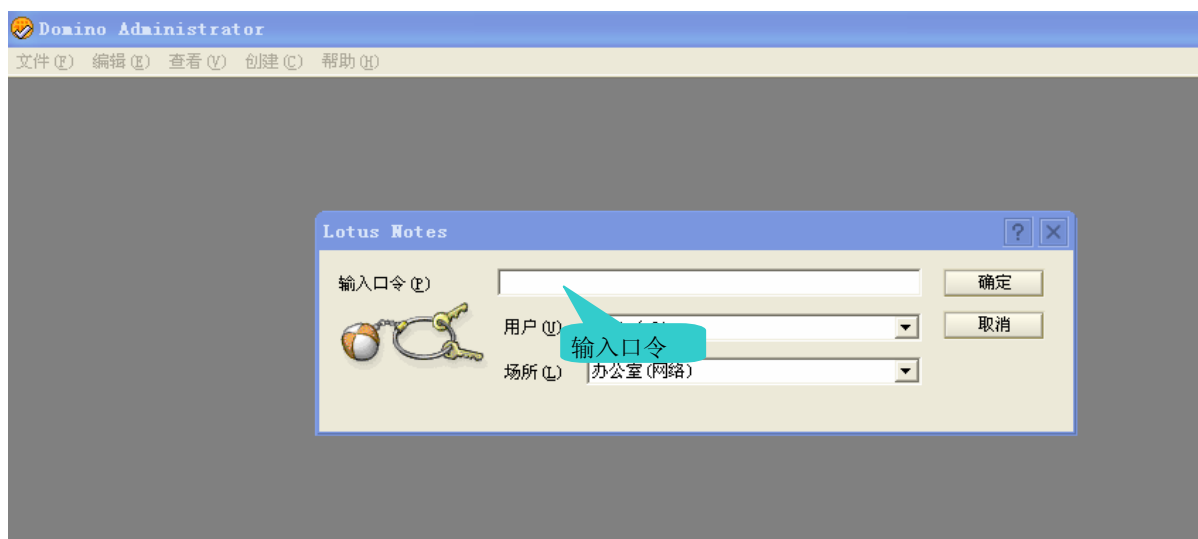 Domino Administrator
文件(F) 编辑(E) 查看(V) 创建(C) 帮助(H)
Lotus Notes
输入口令(P)
确定
用户(U)
取消
输入口令
场所(L) 办公室(网络)